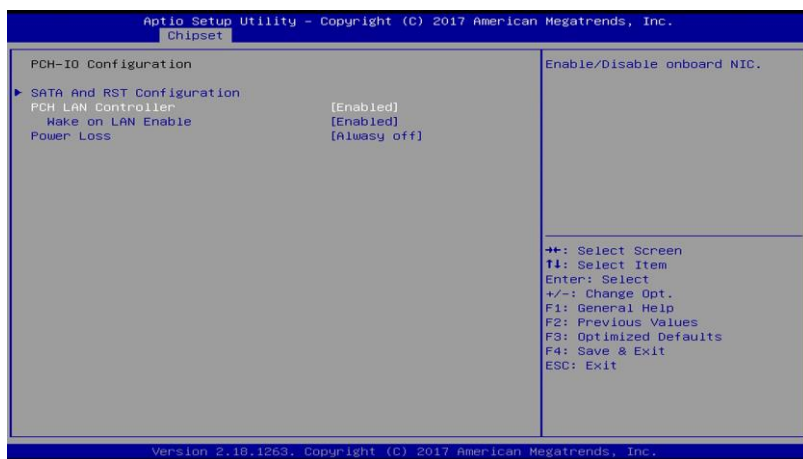 Aptio Setup Utility – Copyright (C) 2017 American Megatrends, Inc.
Chipset
PCH-IO Configuration
SATA And RST Configuration
PCH LAN Controller [Enabled]
Wake on LAN Enable [Enabled]
Power Loss [Alwasy off]
Enable/Disable onboard NIC.
→←: Select Screen
↑↓: Select Item
Enter: Select
+/-: Change Opt.
F1: General Help
F2: Previous Values
F3: Optimized Defaults
F4: Save & Exit
ESC: Exit
Version 2.18.1263. Copyright (C) 2017 American Megatrends, Inc.